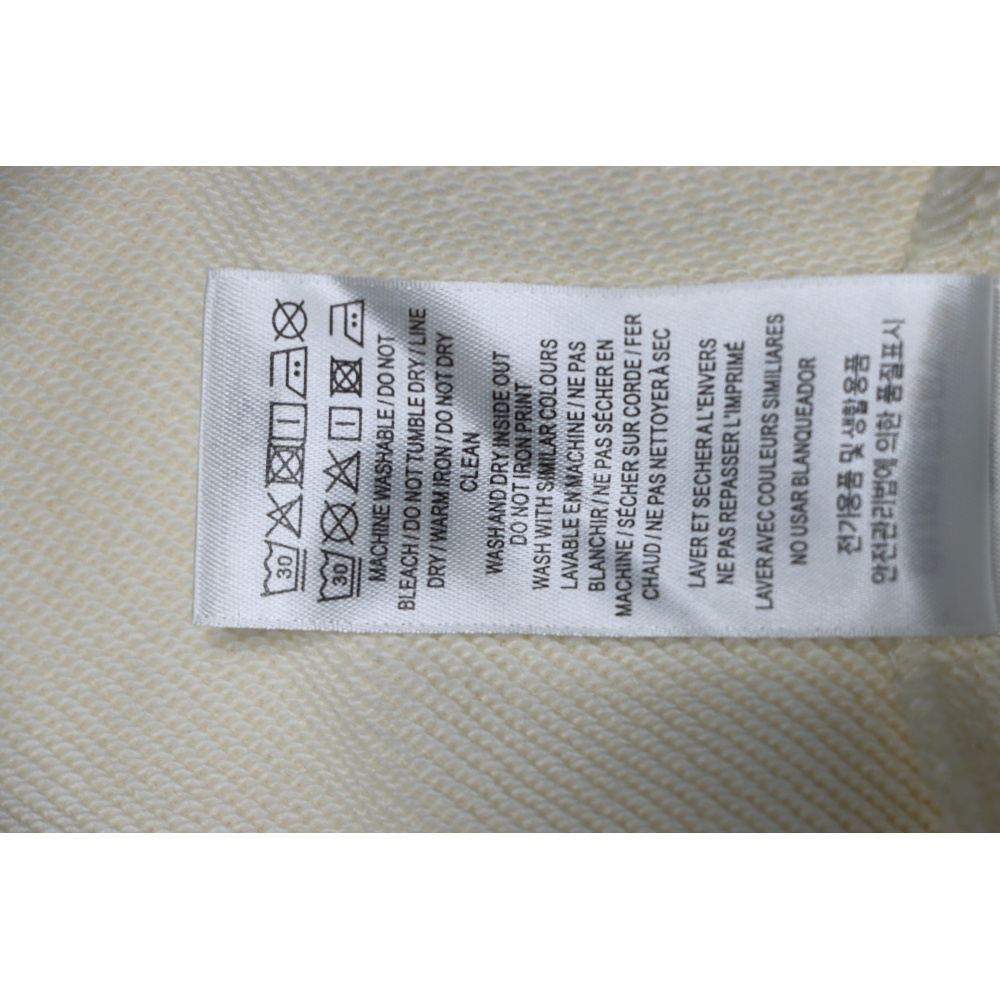 30
30
MACHINE WASHABLE / DO NOT
BLEACH / DO NOT TUMBLE DRY / LINE
DRY / WARM IRON / DO NOT DRY
CLEAN
WASH AND DRY INSIDE OUT
DO NOT IRON PRINT
WASH WITH SIMILAR COLOURS
LAVABLE EN MACHINE / NE PAS
BLANCHIR / NE PAS SÉCHER EN
MACHINE / SÉCHER SUR CORDE / FER
CHAUD / NE PAS NETTOYER À SEC
LAVER ET SECHER A L'ENVERS
NE PAS REPASSER L'IMPRIMÉ
LAVER AVEC COULEURS SIMILIARES
NO USAR BLANQUEADOR
전기용품 및 생활용품
안전관리법에 의한 품질표시